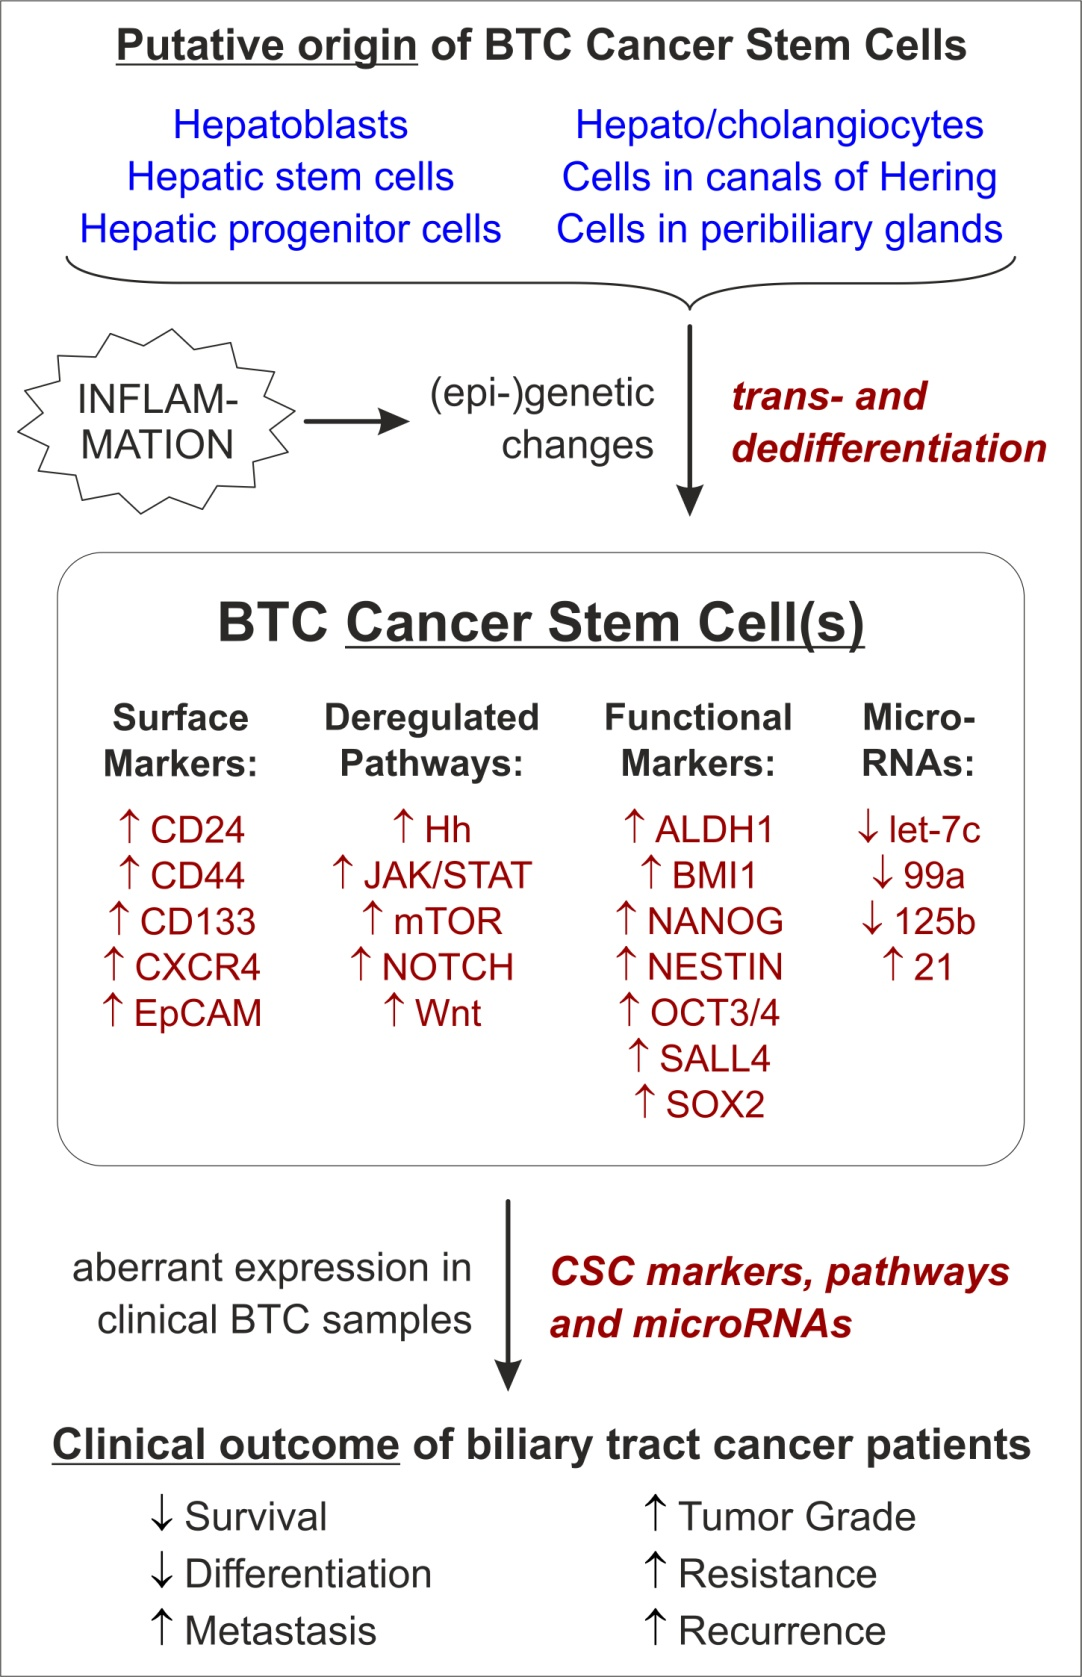 Putative origin of BTC Cancer Stem Cells
Hepatoblasts
Hepatic stem cells
Hepatic progenitor cells
Hepato/cholangiocytes
Cells in canals of Hering
Cells in peribiliary glands
INFLAM-
MATION
(epi-)genetic
changes
trans- and
dedifferentiation
BTC Cancer Stem Cell(s)
Surface
Markers:
↑ CD24
↑ CD44
↑ CD133
↑ CXCR4
↑ EpCAM
Deregulated
Pathways:
↑ Hh
↑ JAK/STAT
↑ mTOR
↑ NOTCH
↑ Wnt
Functional
Markers:
↑ ALDH1
↑ BMI1
↑ NANOG
↑ NESTIN
↑ OCT3/4
↑ SALL4
↑ SOX2
Micro-
RNAs:
↓ let-7c
↓ 99a
↓ 125b
↑ 21
aberrant expression in
clinical BTC samples
CSC markers, pathways
and microRNAs
Clinical outcome of biliary tract cancer patients
↓ Survival
↓ Differentiation
↑ Metastasis
↑ Tumor Grade
↑ Resistance
↑ Recurrence